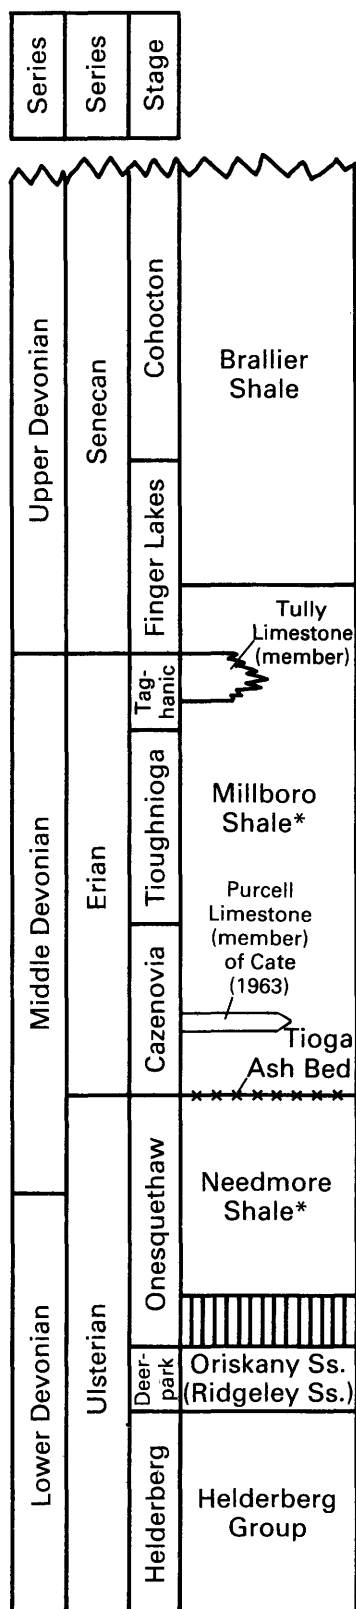 Series
Series
Stage
Upper Devonian
Middle Devonian
Lower Devonian
Senecan
Erian
Ulsterian
Cohocton
Finger Lakes
Tag-
hanic
Tioughnioga
Cazenovia
Onesquethaw
Deer-
park
Helderberg
Brallier
Shale
Tully
Limestone
(member)
Millboro
Shale*
Purcell
Limestone
(member)
of Cate
(1963)
Tioga
Ash Bed
Needmore
Shale*
Oriskany Ss.
(Ridgeley Ss.)
Helderberg
Group